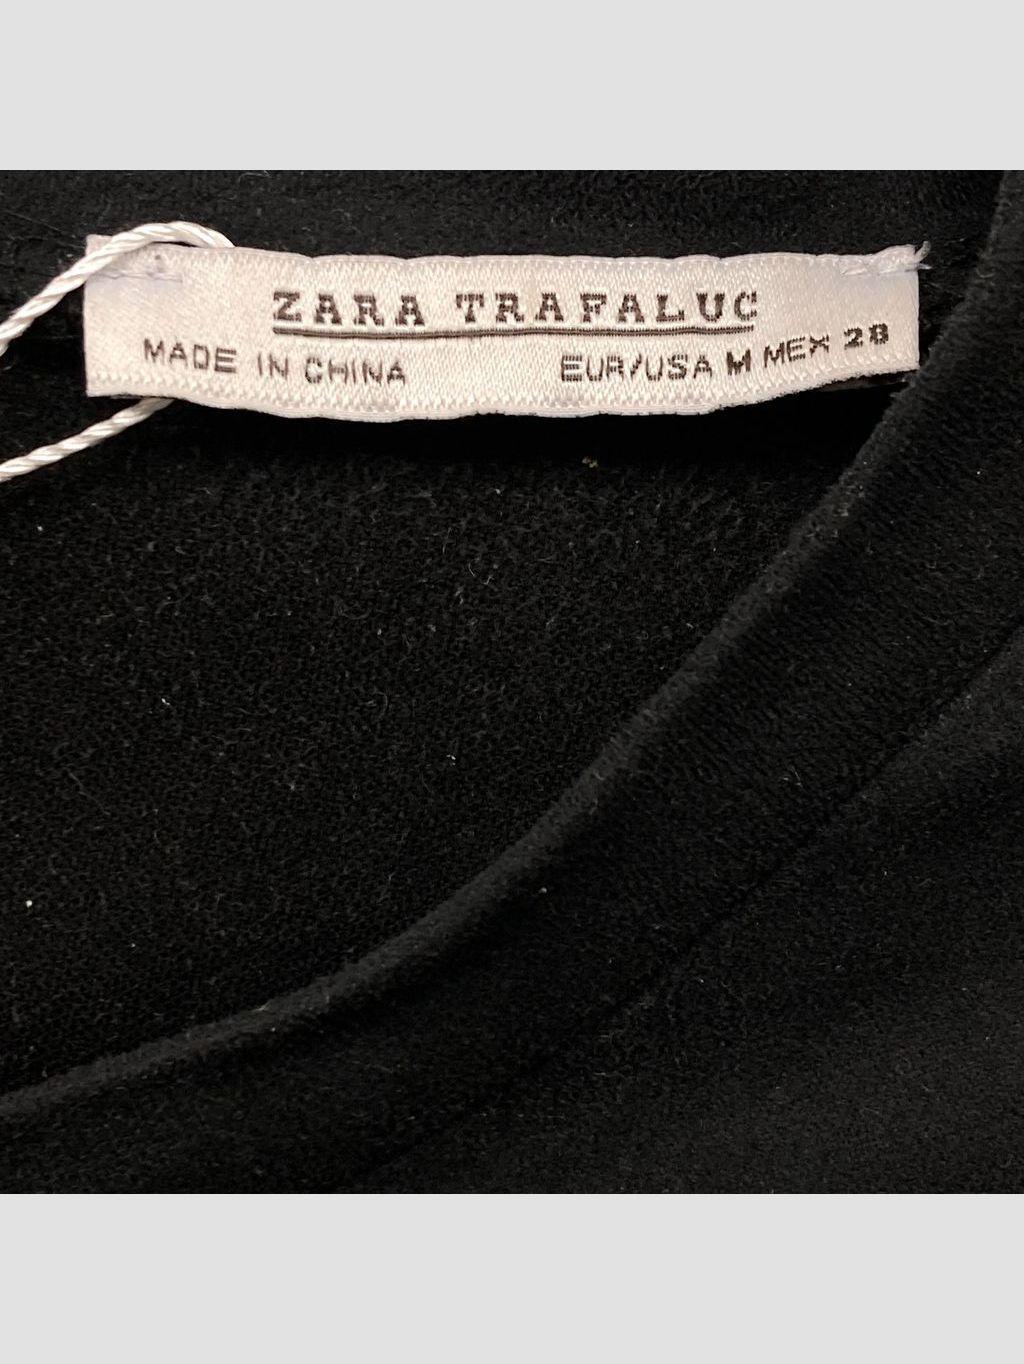 ZARA TRAFALUC
MADE IN CHINA EUR/USA M MEX 28